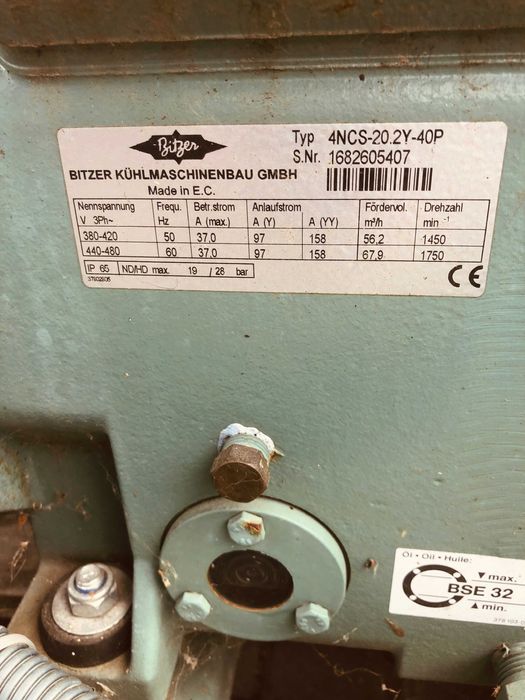 Bitzer
Typ 4NCS-20.2Y-40P
S.Nr. 1682605407
BITZER KÜHLMASCHINENBAU GMBH
Made in E.C.
Nennspannung Frequ. Betr.strom Anlaufstrom Fördervol. Drehzahl
V 3Ph~ Hz A (max.) A (Y) A (YY) m³/h min⁻¹
380-420 50 37,0 97 158 56,2 1450
440-480 60 37,0 97 158 67,9 1750
IP 65 ND/HD max. 19 / 28 bar
CE
Öl • Oil • Huile:
max.
BSE 32
min.